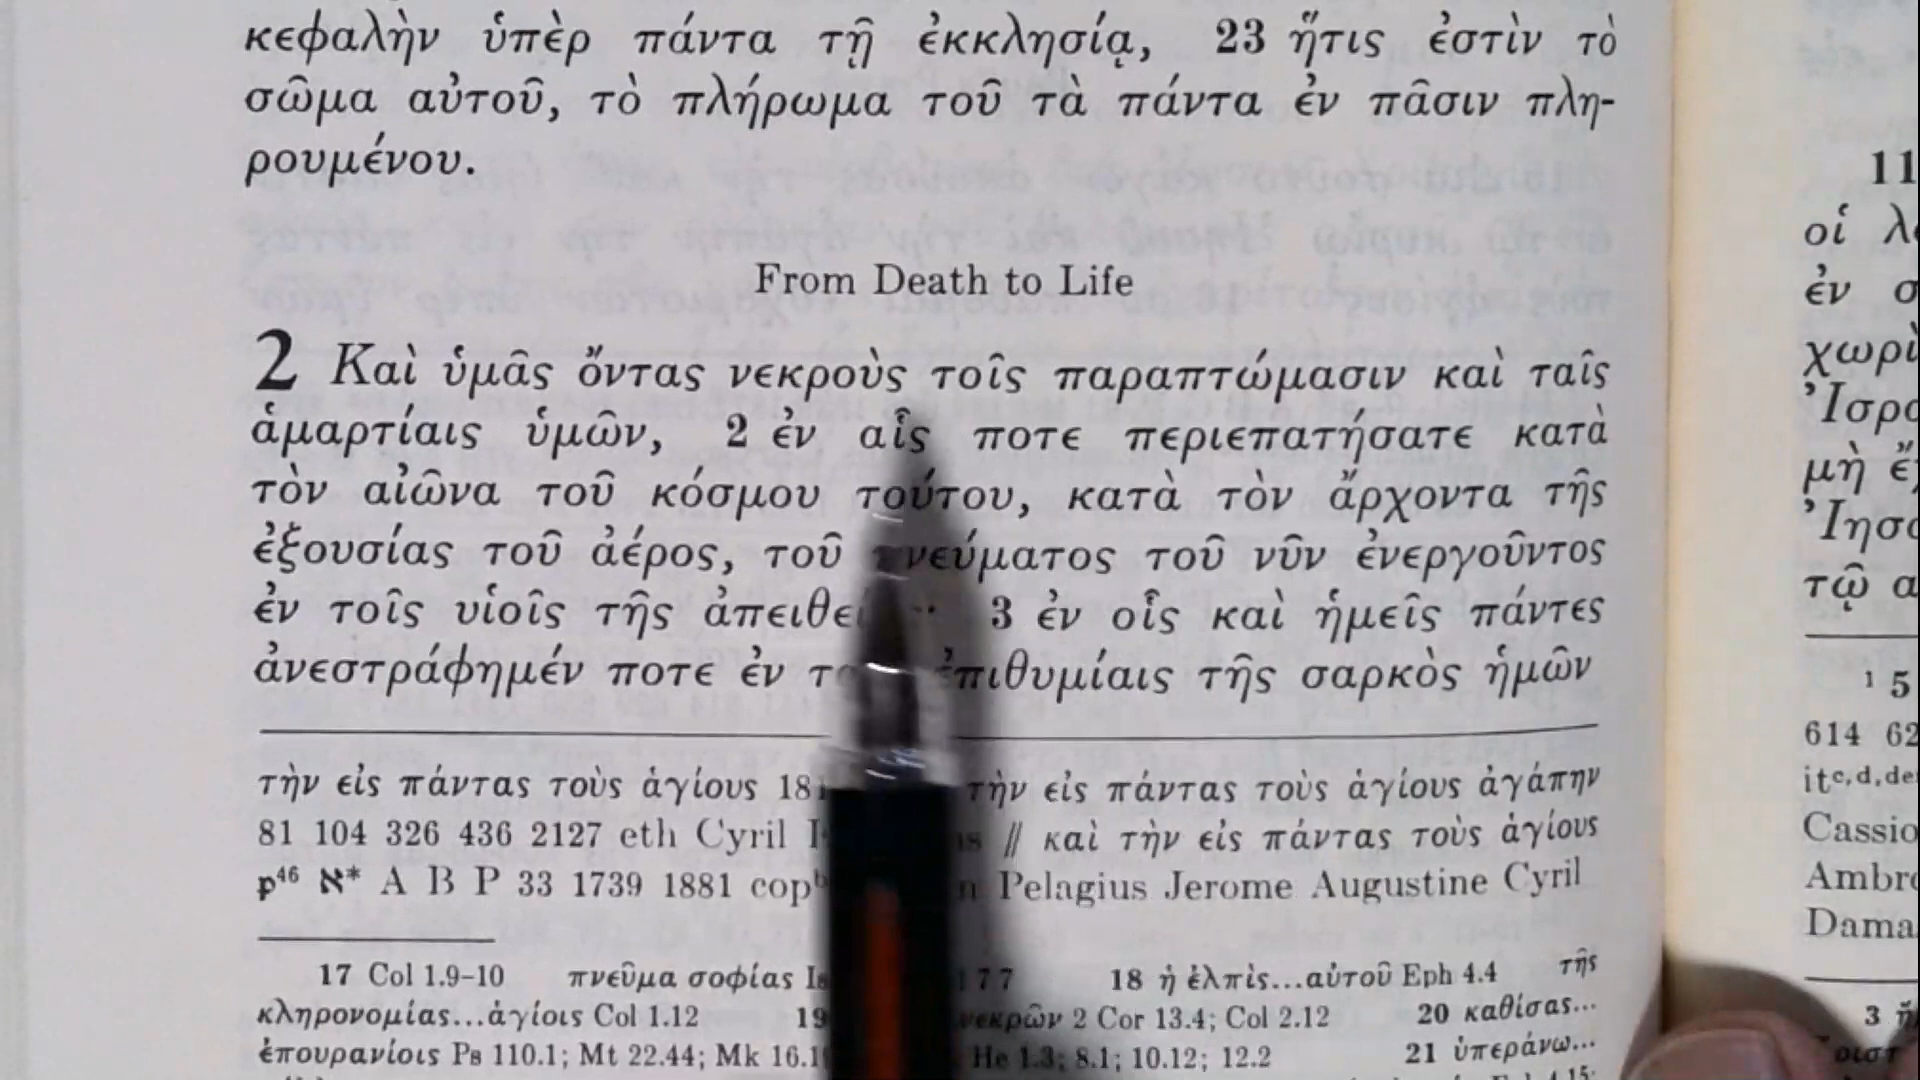 κεφαλὴν ὑπὲρ πάντα τῇ ἐκκλησίᾳ, 23 ἥτις ἐστὶν τὸ
σῶμα αὐτοῦ, τὸ πλήρωμα τοῦ τὰ πάντα ἐν πᾶσιν πλη-
ρουμένου.
From Death to Life
2 Καὶ ὑμᾶς ὄντας νεκροὺς τοῖς παραπτώμασιν καὶ ταῖς
ἁμαρτίαις ὑμῶν, 2 ἐν αἷς ποτε περιεπατήσατε κατὰ
τὸν αἰῶνα τοῦ κόσμου τούτου, κατὰ τὸν ἄρχοντα τῆς
ἐξουσίας τοῦ ἀέρος, τοῦ πνεύματος τοῦ νῦν ἐνεργοῦντος
ἐν τοῖς υἱοῖς τῆς 3 ἐν οἷς καὶ ἡμεῖς πάντες
ἀνεστράφημέν ποτε ἐν ἐπιθυμίαις τῆς σαρκὸς ἡμῶν
τὴν εἰς πάντας τοὺς ἁγίους τὴν εἰς πάντας τοὺς ἁγίους ἀγάπην
81 104 326 436 2127 eth Cyril // καὶ τὴν εἰς πάντας τοὺς ἁγίους
𝔭46 א* A B P 33 1739 1881 Pelagius Jerome Augustine Cyril
17 Col 1.9–10 πνεῦμα σοφίας 18 ἡ ἐλπὶς...αὐτοῦ Eph 4.4 τῆς
κληρονομίας...ἁγίοις Col 1.12 νεκρῶν 2 Cor 13.4; Col 2.12 20 καθίσας...
ἐπουρανίοις Ps 110.1; Mt 22.44; Mk He 1.3; 8.1; 10.12; 12.2 21 ὑπεράνω...
11
οἱ
ἐν
μὴ
τῷ
1 5
614
Cassio
3